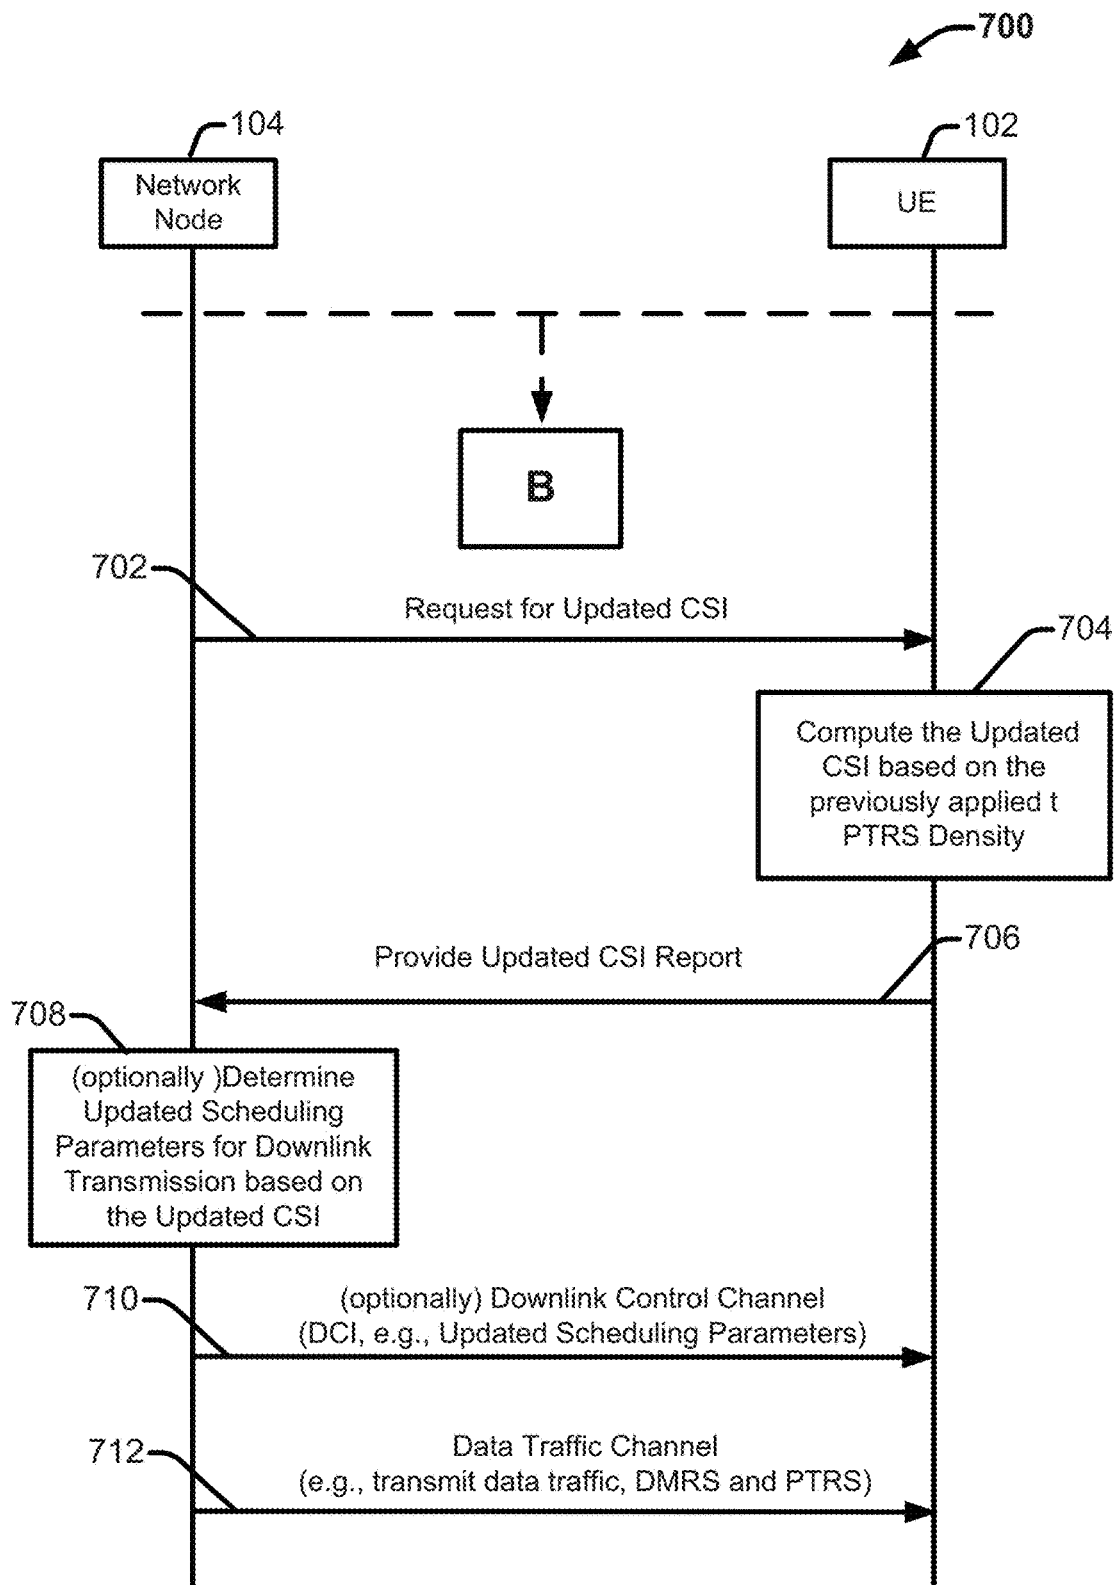 700
104
102
Network
Node
UE
B
702
Request for Updated CSI
704
Compute the Updated
CSI based on the
previously applied t
PTRS Density
706
Provide Updated CSI Report
708
(optionally )Determine
Updated Scheduling
Parameters for Downlink
Transmission based on
the Updated CSI
710
(optionally) Downlink Control Channel
(DCI, e.g., Updated Scheduling Parameters)
712
Data Traffic Channel
(e.g., transmit data traffic, DMRS and PTRS)